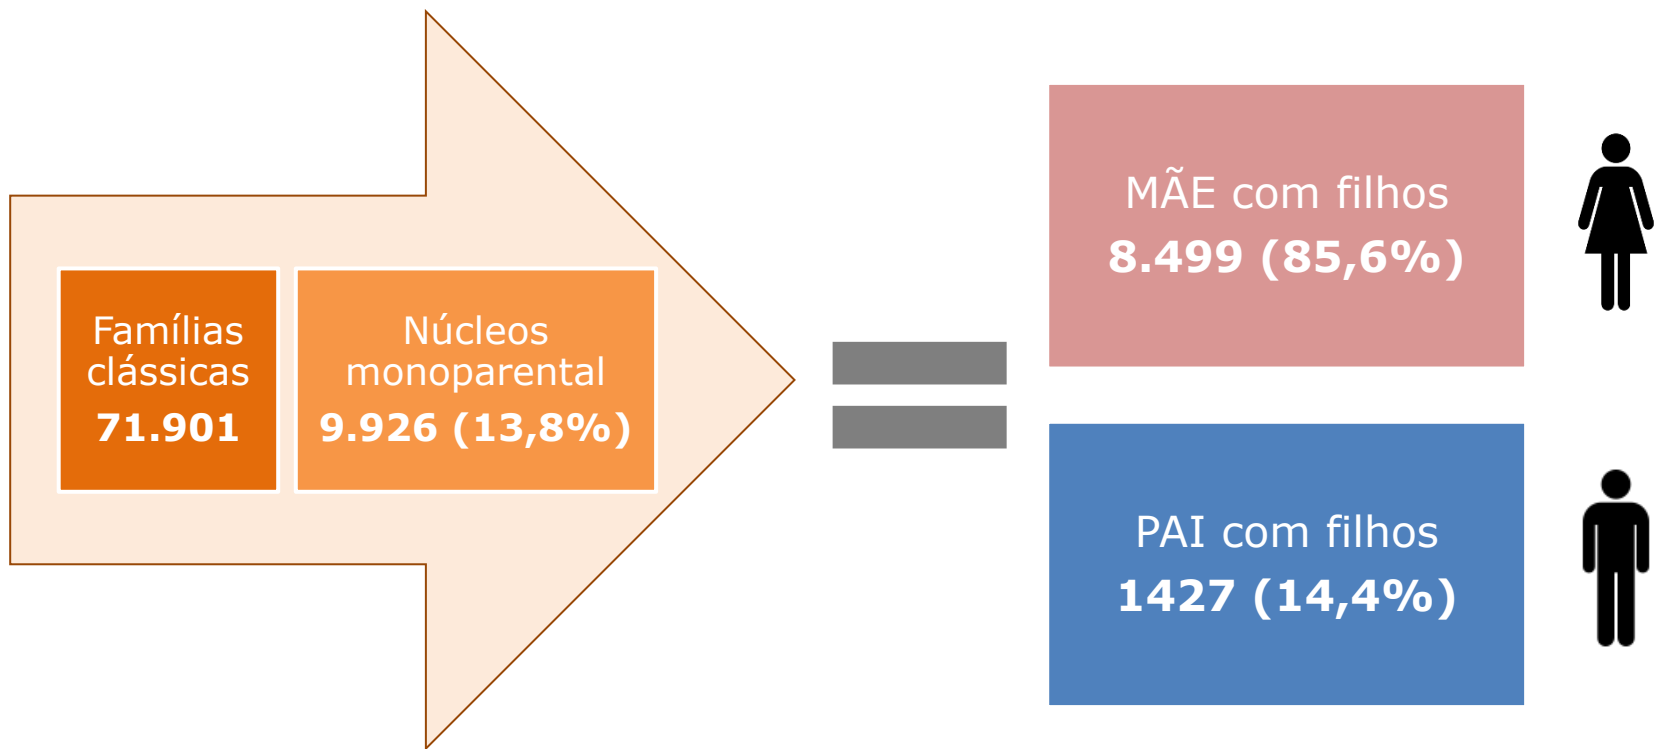 Famílias
clássicas
71.901
Núcleos
monoparental
9.926 (13,8%)
MÃE com filhos
8.499 (85,6%)
PAI com filhos
1427 (14,4%)